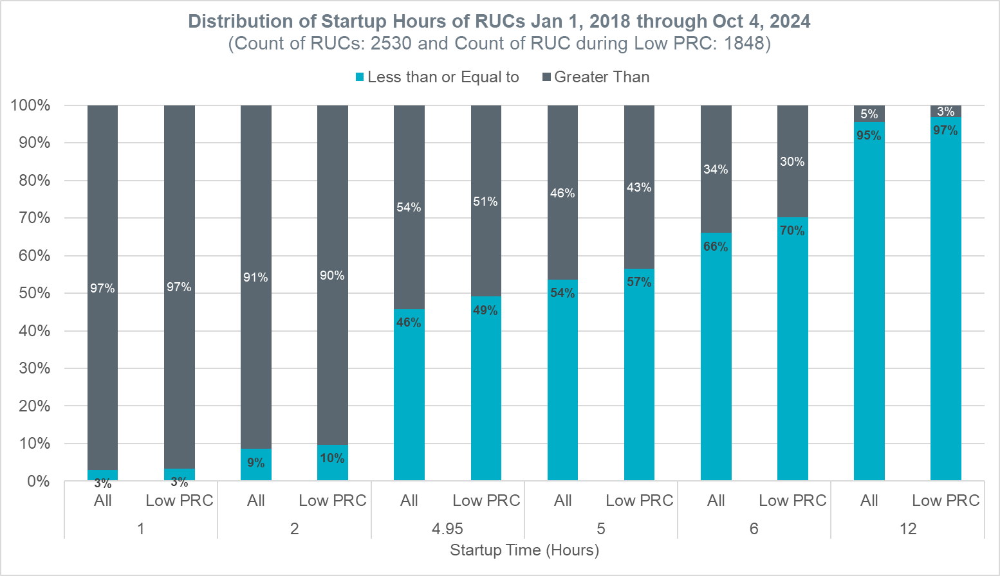 Distribution of Startup Hours of RUCs Jan 1, 2018 through Oct 4, 2024
(Count of RUCs: 2530 and Count of RUC during Low PRC: 1848)
Less than or Equal to Greater Than
100%
90%
80%
70%
60%
50%
40%
30%
20%
10%
0%
97% 97% 91% 90% 54% 51% 46% 43% 34% 30% 5% 3%
3% 3% 9% 10% 46% 49% 54% 57% 66% 70% 95% 97%
All Low PRC All Low PRC All Low PRC All Low PRC All Low PRC All Low PRC
1 2 4.95 5 6 12
Startup Time (Hours)